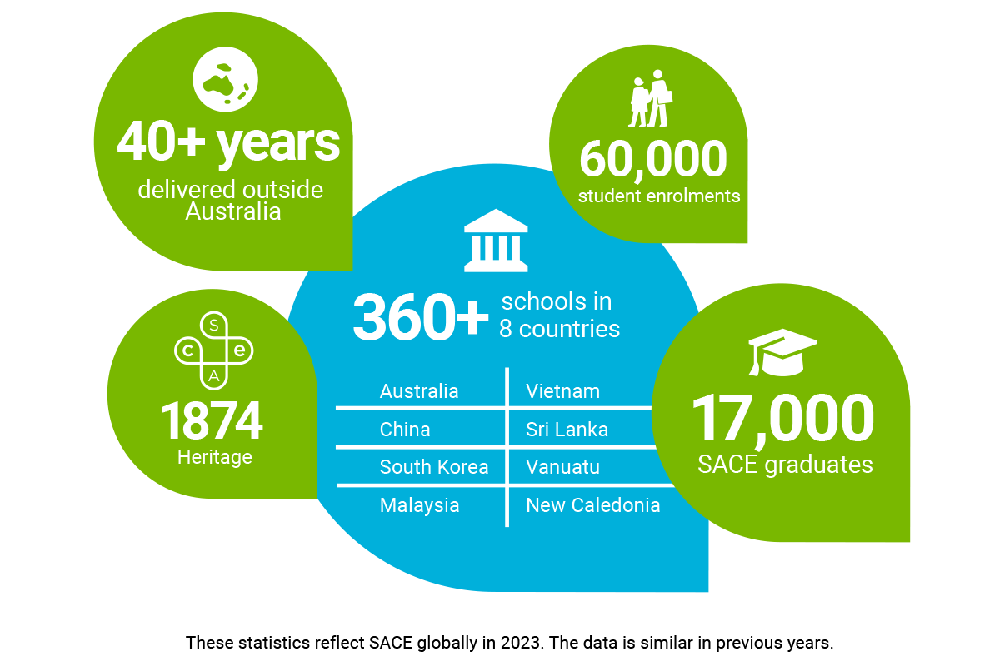 40+ years
delivered outside
Australia
60,000
student enrolments
360+
schools in
8 countries
Australia
Vietnam
China
Sri Lanka
South Korea
Vanuatu
Malaysia
New Caledonia
S
c e
A
1874
Heritage
17,000
SACE graduates
These statistics reflect SACE globally in 2023. The data is similar in previous years.